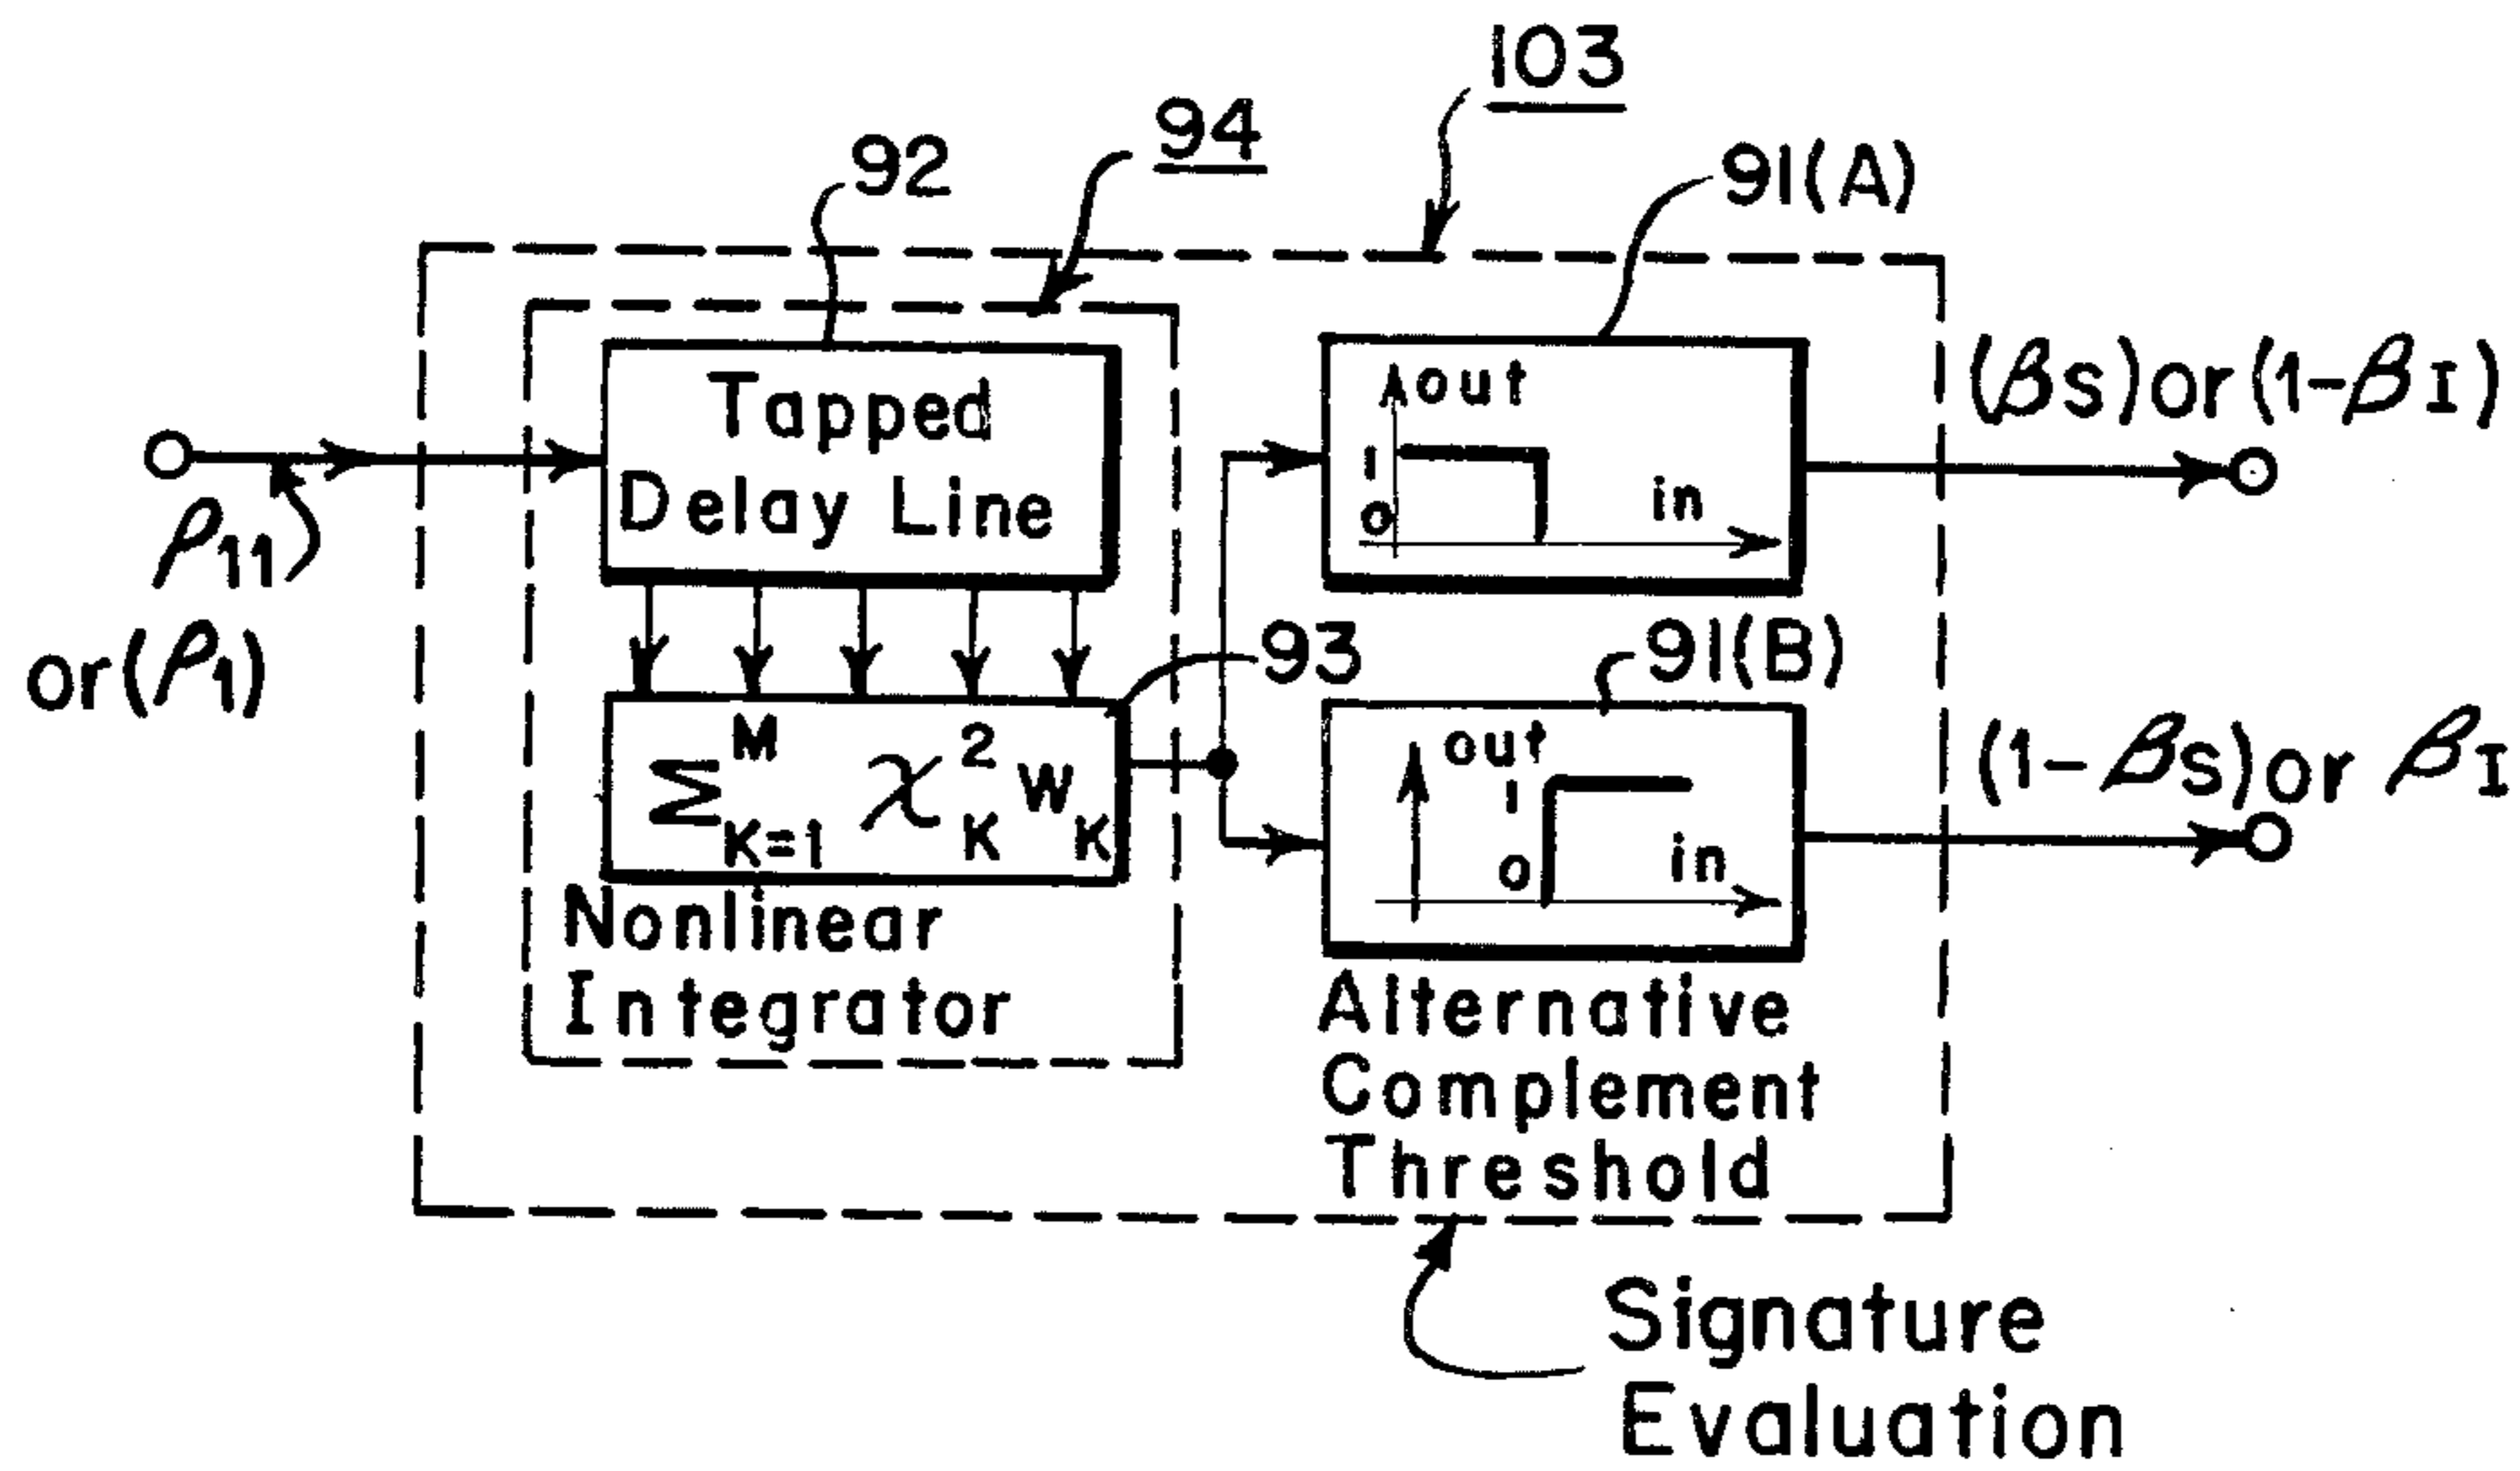 103
94
92
91(A)
Tapped
Delay Line
out
1
0
in
(βS) or (1-βI)
ρ11
or (ρ1)
93
91(B)
M
Σ K=1 X 2 K W K
out
1
0
in
(1-βS) or βI
Nonlinear
Integrator
Alternative
Complement
Threshold
Signature
Evaluation